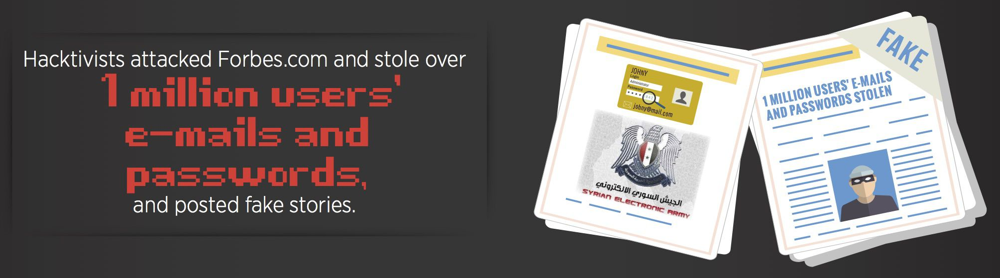 Hacktivists attacked Forbes.com and stole over
1 million users'
e-mails and
passwords,
and posted fake stories.
JOHNY
Login
Administrator
Password
johny@mail.com
الجيش السوري الالكتروني
SYRIAN ELECTRONIC ARMY
FAKE
1 MILLION USERS' E-MAILS
AND PASSWORDS STOLEN